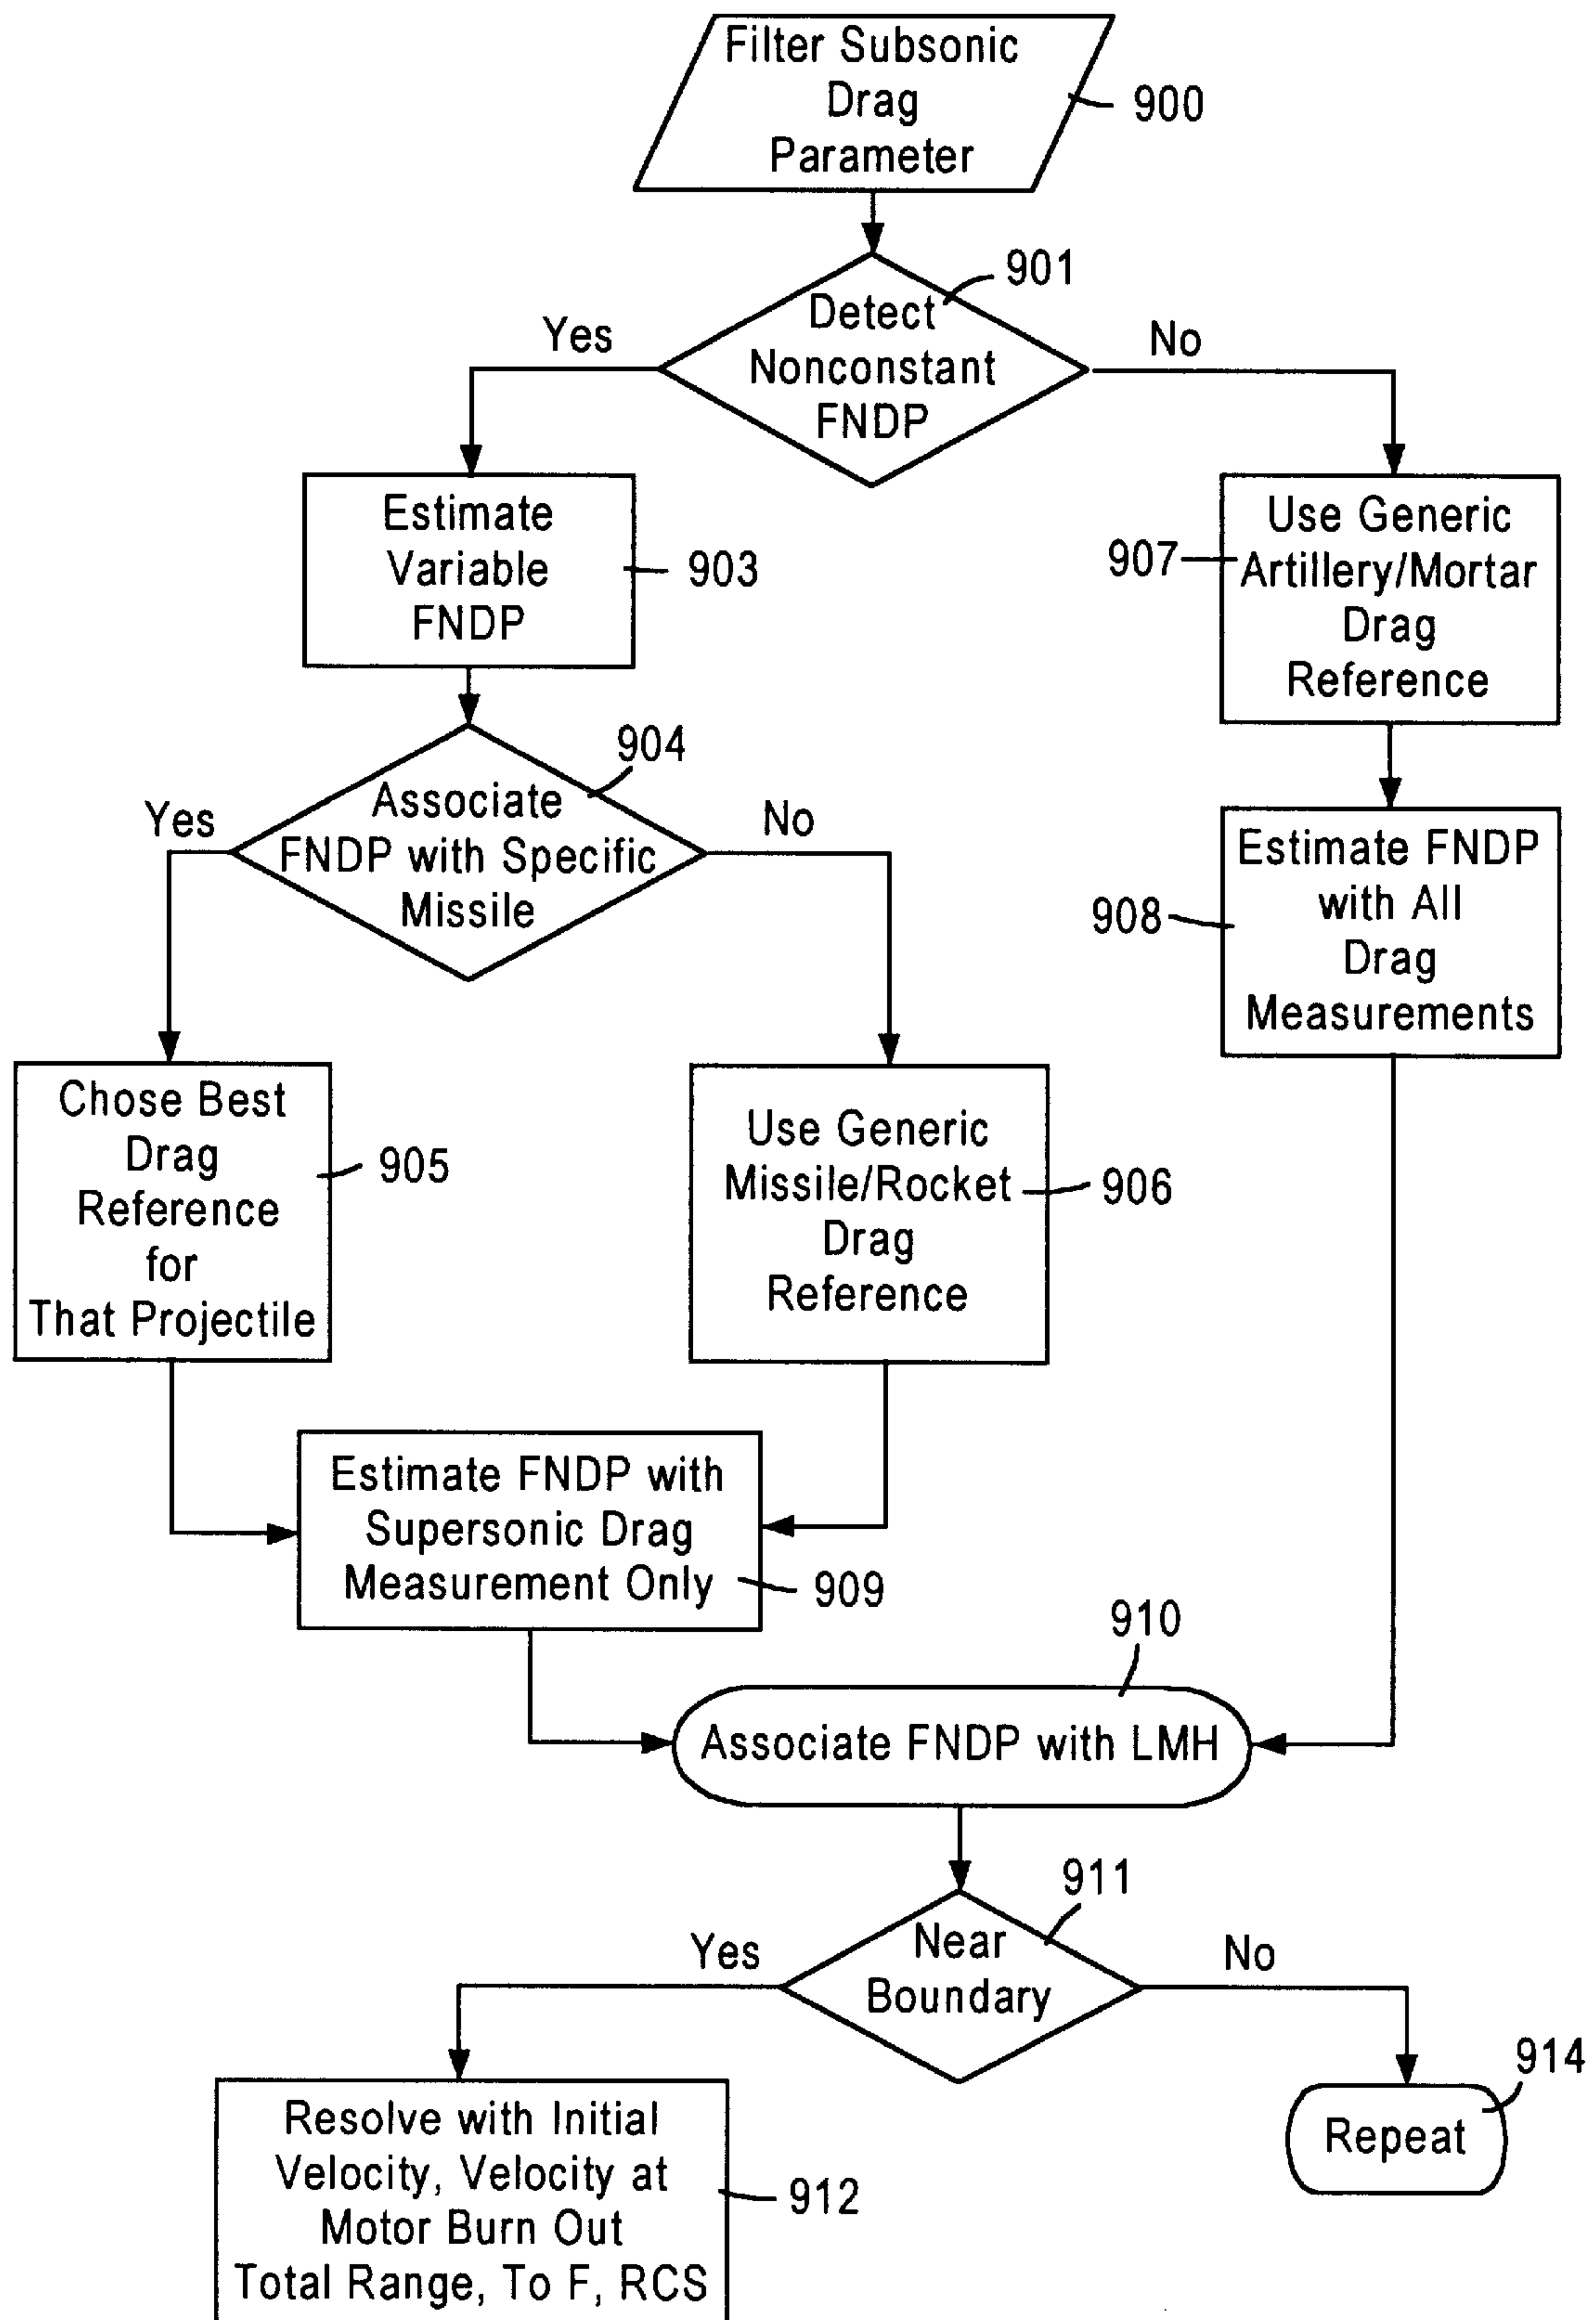 Filter Subsonic
Drag
Parameter
900
901
Detect
Nonconstant
FNDP
Yes
No
Estimate
Variable
FNDP
903
Use Generic
Artillery/Mortar
Drag
Reference
907
904
Associate
FNDP with Specific
Missile
Yes
No
Estimate FNDP
with All
Drag
Measurements
908
Chose Best
Drag
Reference
for
That Projectile
905
Use Generic
Missile/Rocket
Drag
Reference
906
Estimate FNDP with
Supersonic Drag
Measurement Only
909
910
Associate FNDP with LMH
911
Near
Boundary
Yes
No
914
Repeat
Resolve with Initial
Velocity, Velocity at
Motor Burn Out
Total Range, To F, RCS
912